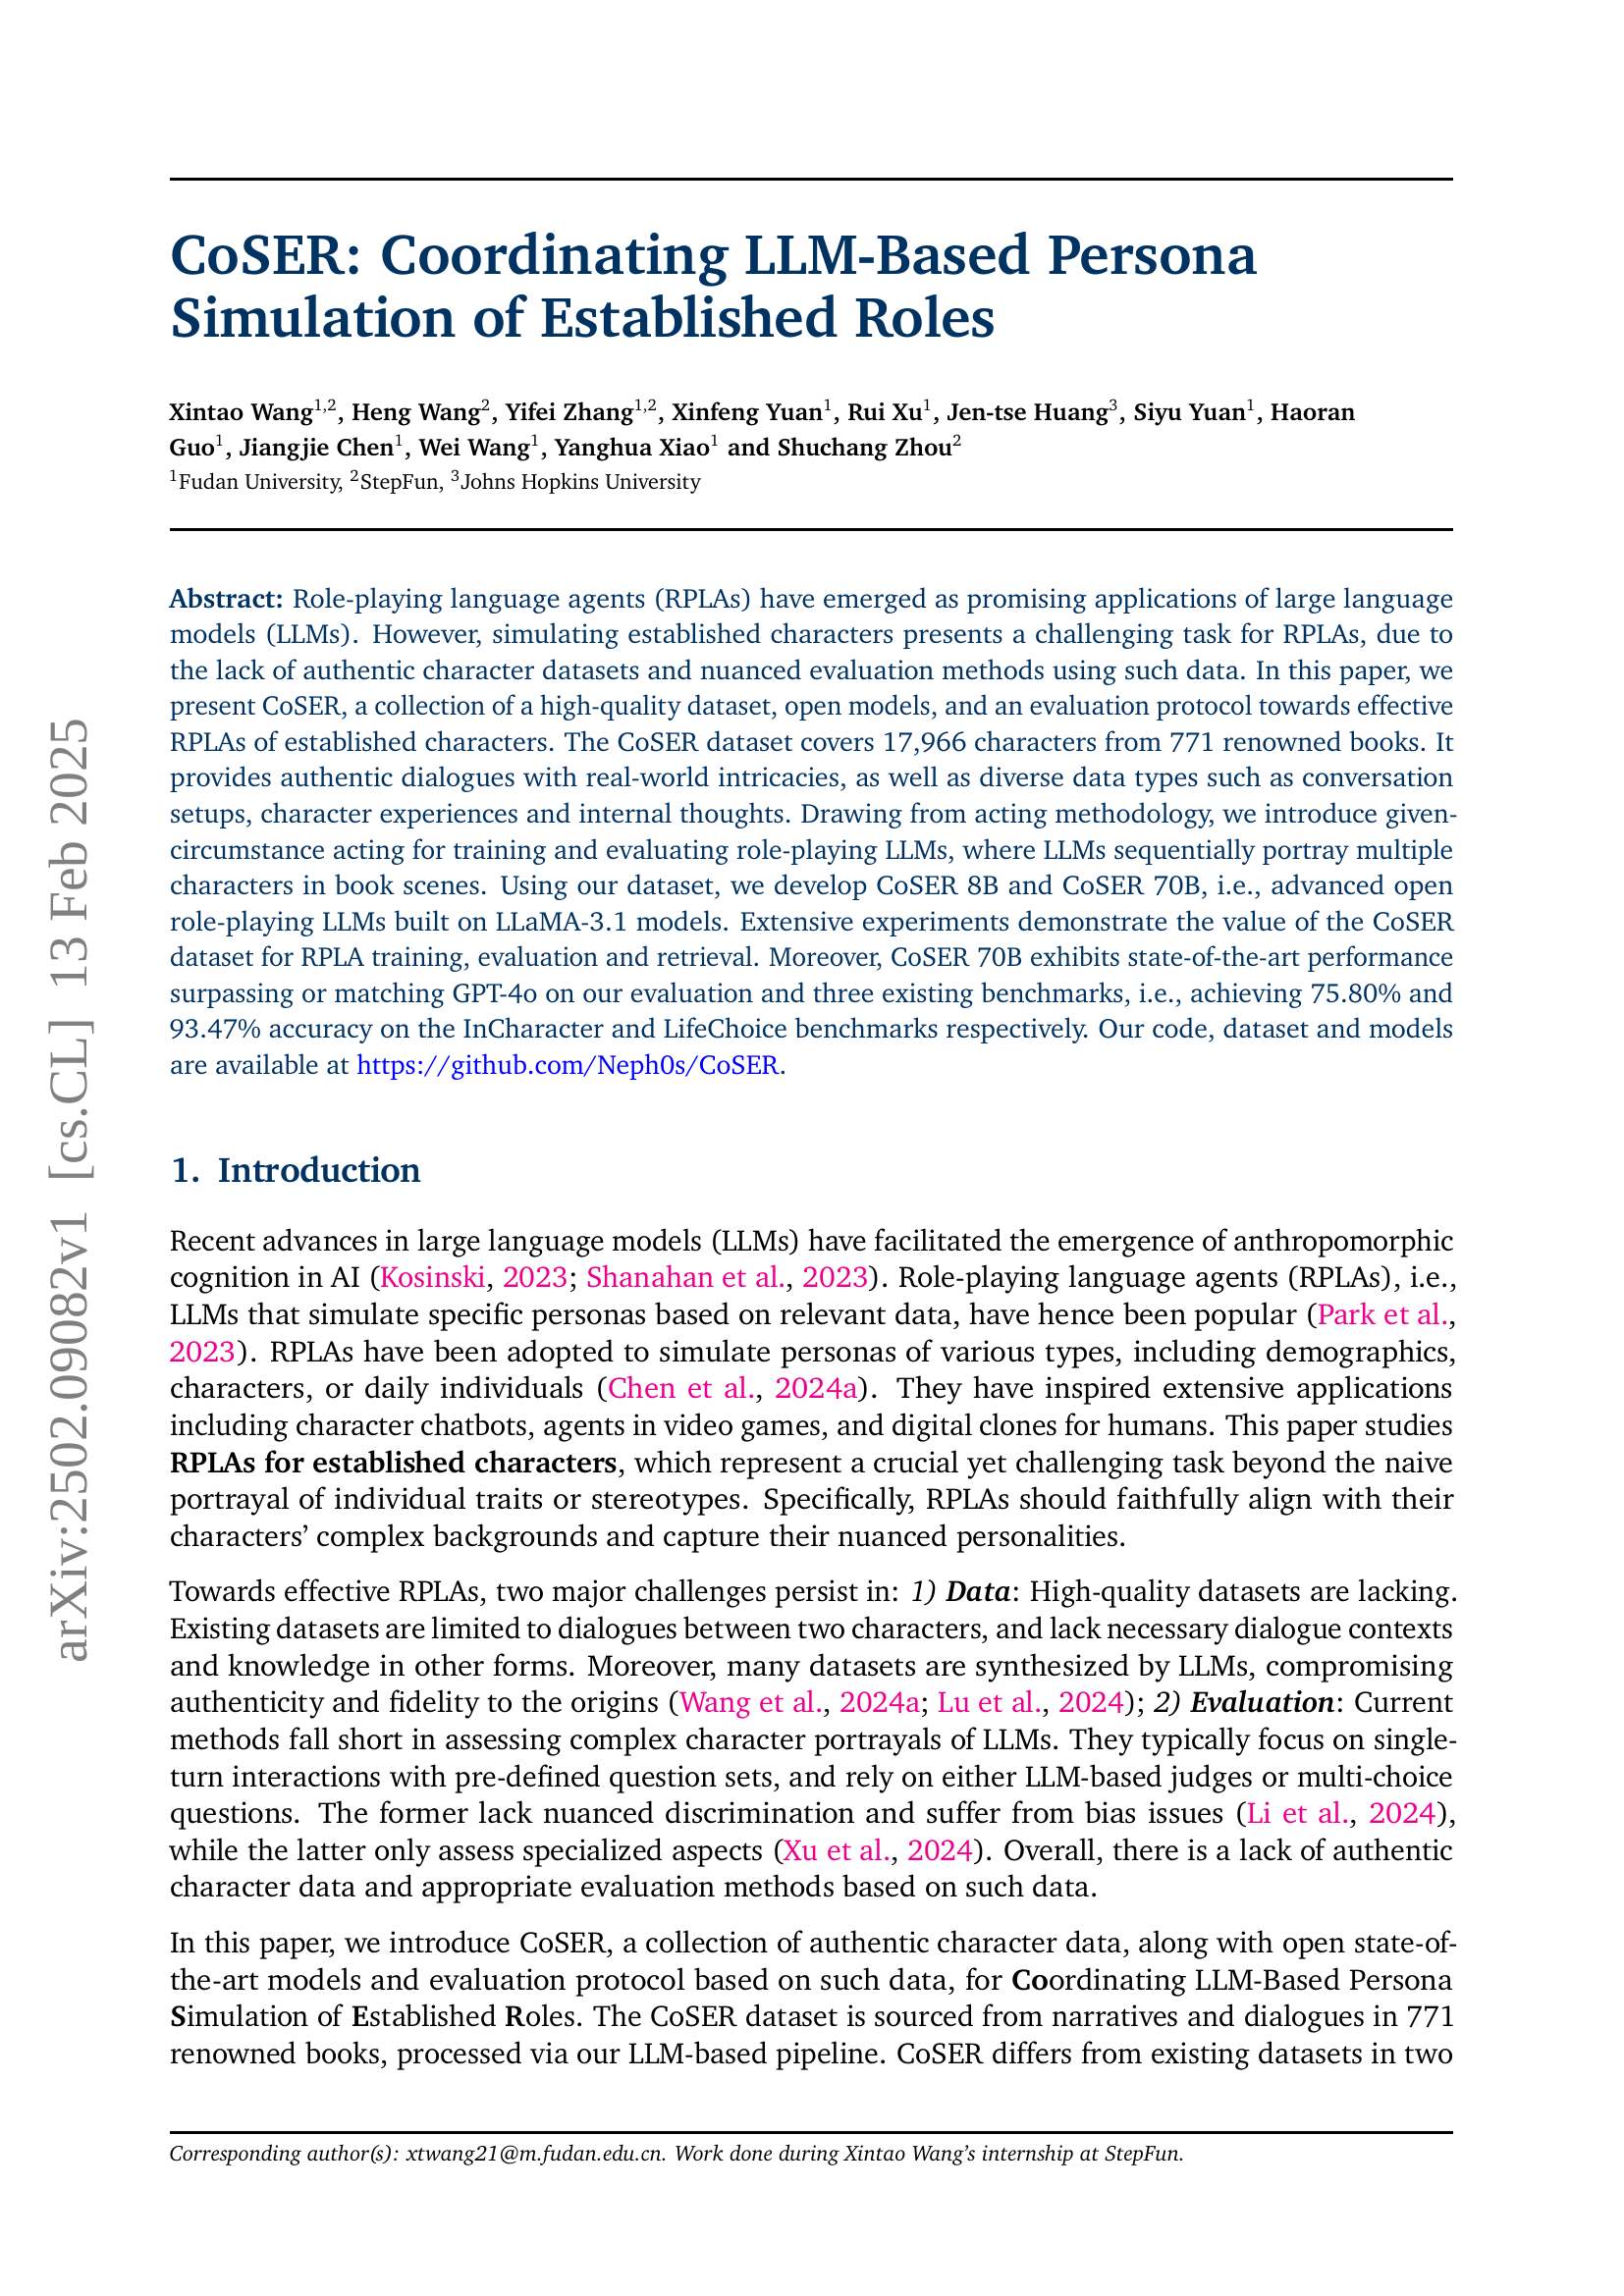 CoSER: Coordinating LLM-Based Persona
Simulation of Established Roles
Xintao Wang1,2, Heng Wang2, Yifei Zhang1,2, Xinfeng Yuan1, Rui Xu1, Jen-tse Huang3, Siyu Yuan1, Haoran
Guo1, Jiangjie Chen1, Wei Wang1, Yanghua Xiao1 and Shuchang Zhou2
1Fudan University, 2StepFun, 3Johns Hopkins University
Abstract: Role-playing language agents (RPLAs) have emerged as promising applications of large language
models (LLMs). However, simulating established characters presents a challenging task for RPLAs, due to
the lack of authentic character datasets and nuanced evaluation methods using such data. In this paper, we
present CoSER, a collection of a high-quality dataset, open models, and an evaluation protocol towards effective
RPLAs of established characters. The CoSER dataset covers 17,966 characters from 771 renowned books. It
provides authentic dialogues with real-world intricacies, as well as diverse data types such as conversation
setups, character experiences and internal thoughts. Drawing from acting methodology, we introduce given-
circumstance acting for training and evaluating role-playing LLMs, where LLMs sequentially portray multiple
characters in book scenes. Using our dataset, we develop CoSER 8B and CoSER 70B, i.e., advanced open
role-playing LLMs built on LLaMA-3.1 models. Extensive experiments demonstrate the value of the CoSER
dataset for RPLA training, evaluation and retrieval. Moreover, CoSER 70B exhibits state-of-the-art performance
surpassing or matching GPT-4o on our evaluation and three existing benchmarks, i.e., achieving 75.80% and
93.47% accuracy on the InCharacter and LifeChoice benchmarks respectively. Our code, dataset and models
are available at https://github.com/Neph0s/CoSER.
1. Introduction
Recent advances in large language models (LLMs) have facilitated the emergence of anthropomorphic
cognition in AI (Kosinski, 2023; Shanahan et al., 2023). Role-playing language agents (RPLAs), i.e.,
LLMs that simulate specific personas based on relevant data, have hence been popular (Park et al.,
2023). RPLAs have been adopted to simulate personas of various types, including demographics,
characters, or daily individuals (Chen et al., 2024a). They have inspired extensive applications
including character chatbots, agents in video games, and digital clones for humans. This paper studies
RPLAs for established characters, which represent a crucial yet challenging task beyond the naive
portrayal of individual traits or stereotypes. Specifically, RPLAs should faithfully align with their
characters' complex backgrounds and capture their nuanced personalities.
Towards effective RPLAs, two major challenges persist in: 1) Data: High-quality datasets are lacking.
Existing datasets are limited to dialogues between two characters, and lack necessary dialogue contexts
and knowledge in other forms. Moreover, many datasets are synthesized by LLMs, compromising
authenticity and fidelity to the origins (Wang et al., 2024a; Lu et al., 2024); 2) Evaluation: Current
methods fall short in assessing complex character portrayals of LLMs. They typically focus on single-
turn interactions with pre-defined question sets, and rely on either LLM-based judges or multi-choice
questions. The former lack nuanced discrimination and suffer from bias issues (Li et al., 2024),
while the latter only assess specialized aspects (Xu et al., 2024). Overall, there is a lack of authentic
character data and appropriate evaluation methods based on such data.
In this paper, we introduce CoSER, a collection of authentic character data, along with open state-of-
the-art models and evaluation protocol based on such data, for Coordinating LLM-Based Persona
Simulation of Established Roles. The CoSER dataset is sourced from narratives and dialogues in 771
renowned books, processed via our LLM-based pipeline. CoSER differs from existing datasets in two
Corresponding author(s): xtwang21@m.fudan.edu.cn. Work done during Xintao Wang's internship at StepFun.
arXiv:2502.09082v1 [cs.CL] 13 Feb 2025